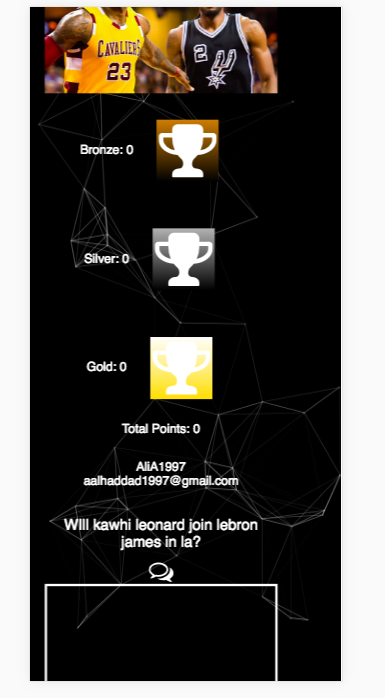 CAVALIERS
23
2
Bronze: 0
Silver: 0
Gold: 0
Total Points: 0
AliA1997
aalhaddad1997@gmail.com
WIll kawhi leonard join lebron
james in la?